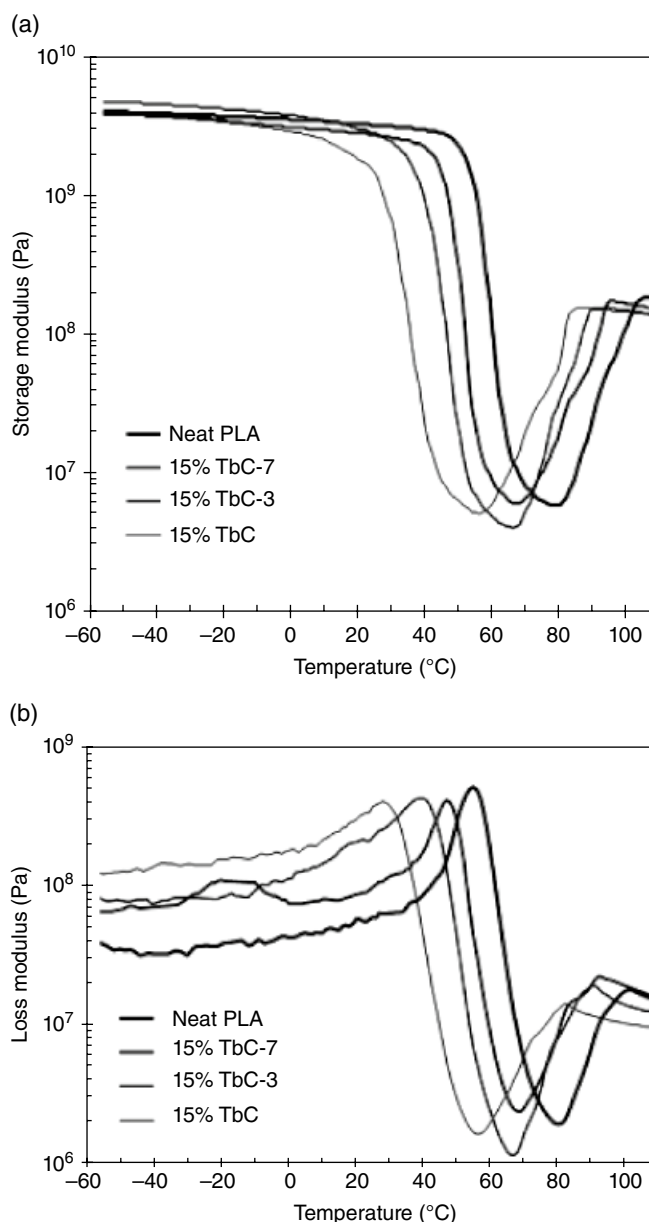 (a)
10¹⁰
10⁹
10⁸
10⁷
10⁶
Storage modulus (Pa)
Neat PLA
15% TbC-7
15% TbC-3
15% TbC
–60 –40 –20 0 20 40 60 80 100
Temperature (°C)
(b)
10⁹
10⁸
10⁷
10⁶
Loss modulus (Pa)
Neat PLA
15% TbC-7
15% TbC-3
15% TbC
–60 –40 –20 0 20 40 60 80 100
Temperature (°C)